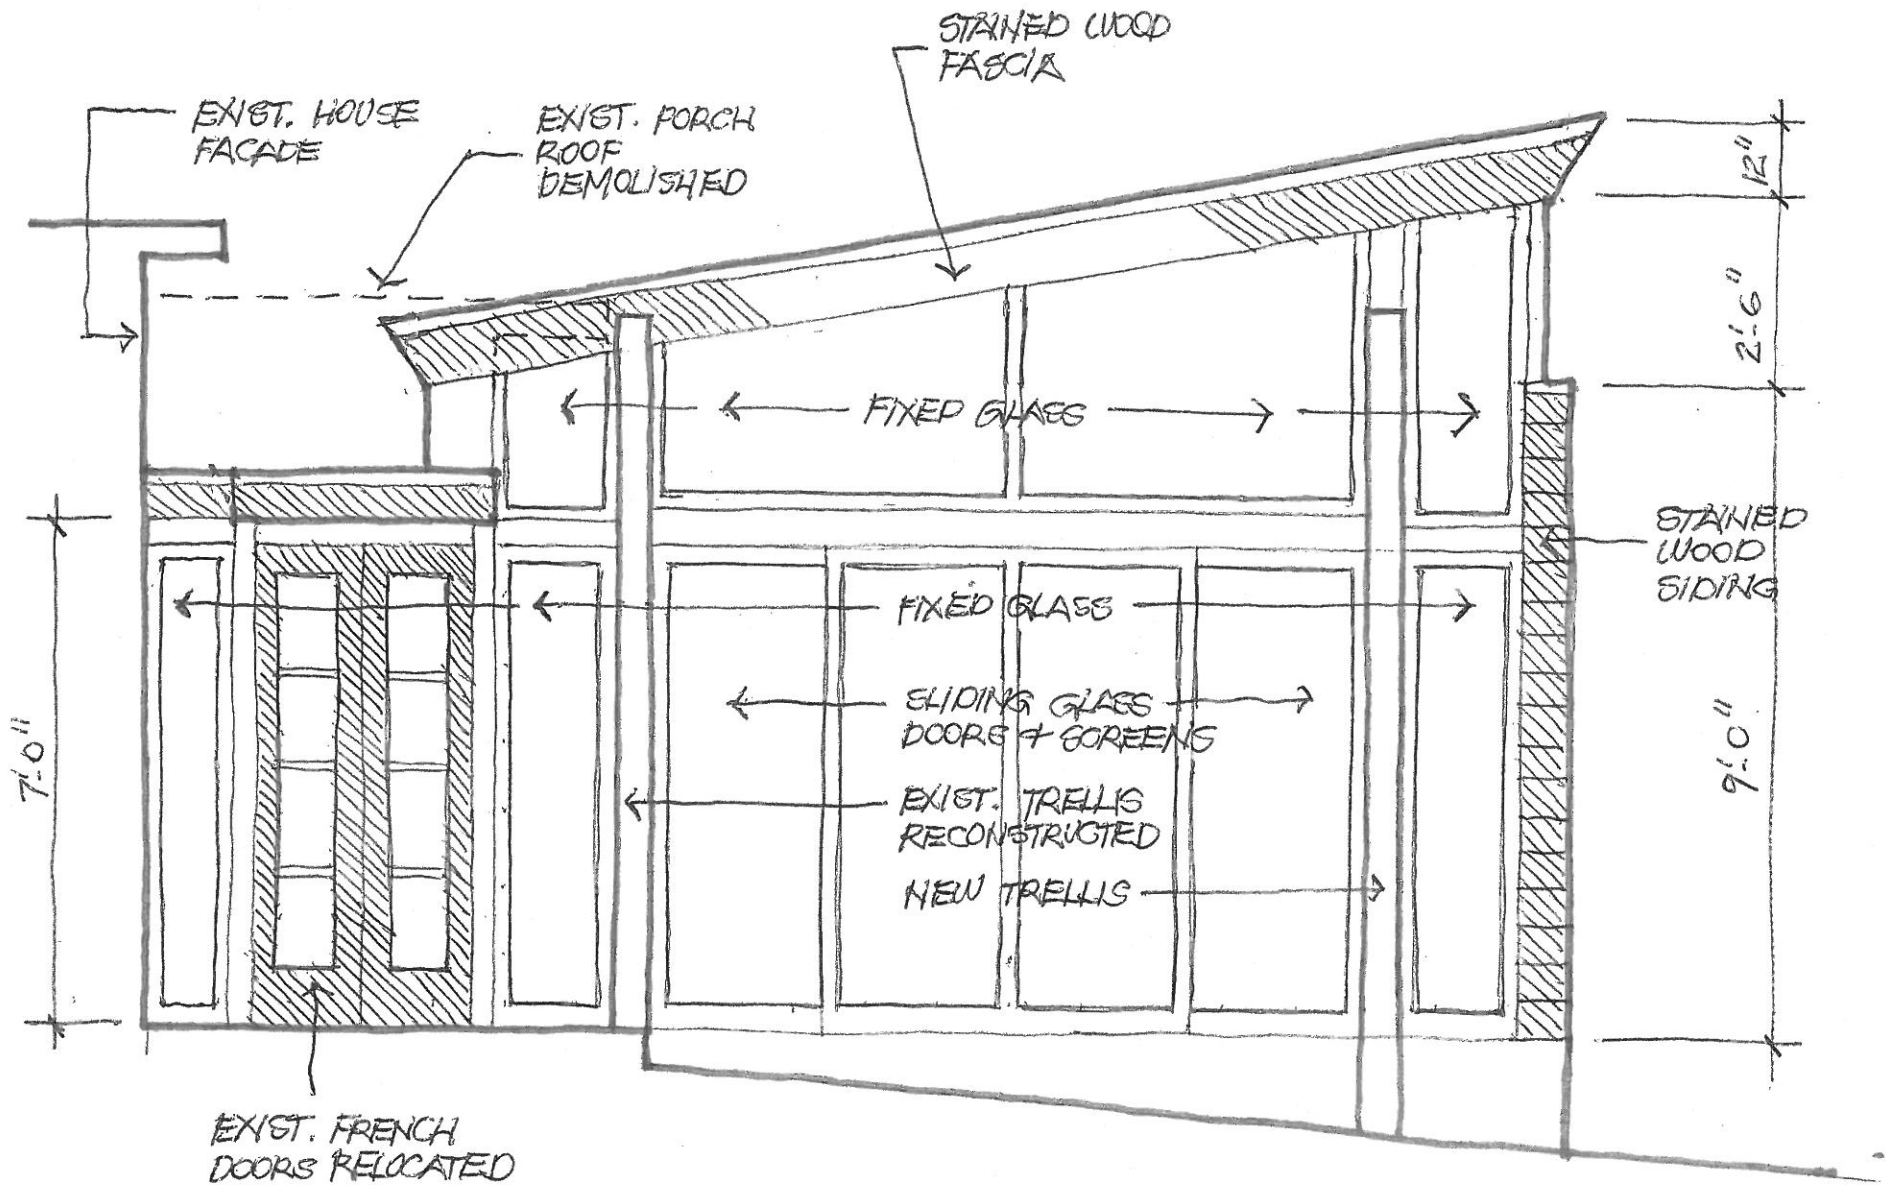 STAINED WOOD
FASCIA
EXIST. HOUSE
FACADE
EXIST. PORCH
ROOF
DEMOLISHED
12"
2'-6"
FIXED GLASS
STAINED
WOOD
SIDING
FIXED GLASS
SLIDING GLASS
DOORS & SCREENS
7'-0"
9'-0"
EXIST. TRELLIS
RECONSTRUCTED
NEW TRELLIS
EXIST. FRENCH
DOORS RELOCATED